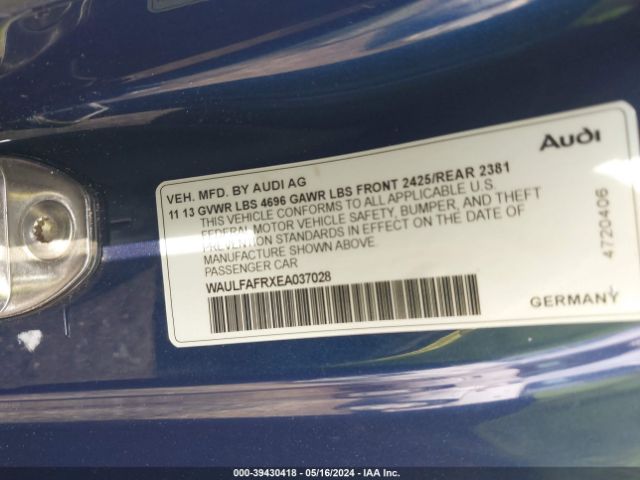 Audi
VEH. MFD. BY AUDI AG
11 13 GVWR LBS 4696 GAWR LBS FRONT 2425/REAR 2381
THIS VEHICLE CONFORMS TO ALL APPLICABLE U.S.
FEDERAL MOTOR VEHICLE SAFETY, BUMPER, AND THEFT
PREVENTION STANDARDS IN EFFECT ON THE DATE OF
MANUFACTURE SHOWN ABOVE.
PASSENGER CAR
WAULFAFRXEA037028
4720406
GERMANY
000-39430418 - 05/16/2024 - IAA Inc.